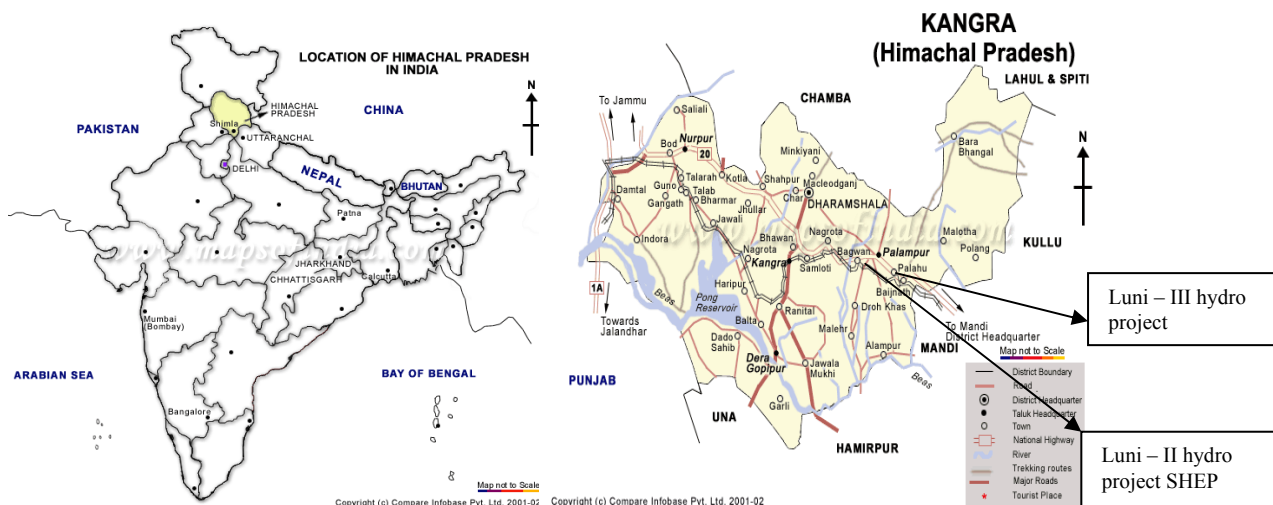 LOCATION OF HIMACHAL PRADESH
IN INDIA
N
CHINA
PAKISTAN
HIMACHAL
PRADESH
Shimla
UTTARANCHAL
DELHI
NEPAL
BHUTAN
Patna
JHARKHAND
CHHATTISGARH
Calcutta
Mumbai
(Bombay)
ARABIAN SEA
BAY OF BENGAL
Bangalore
Map not to Scale
Copyright (c) Compare Infobase Pvt. Ltd. 2001-02
KANGRA
(Himachal Pradesh)
LAHUL & SPITI
CHAMBA
N
To Jammu
Saliali
Nurpur
Bod
20
Minkiyani
Bara
Bhangal
Talarah
Kotla
Shahpur
Macleodganj
Damtal
Guno
Talab
Chari
DHARAMSHALA
Gangath
Bharmar
Jhullar
Jawali
Indora
Bhawan
Nagrota
Malotha
KULLU
Nagrota
Bagwan
Palampur
Polang
Kangra
Samloti
Palahu
1A
Haripur
Baijnath
Beas
Pong
Reservoir
Ranital
Droh Khas
Towards
Jalandhar
Balta
Malehr
To Mandi
District Headquarter
Dado
Sahib
Alampur
MANDI
Map not to Scale
Dera
Gopipur
Jawala
Mukhi
Beas
PUNJAB
Garli
UNA
HAMIRPUR
District Boundary
Road
District Headquarter
Taluk Headquarter
Town
National Highway
River
Trekking routes
Major Roads
Tourist Place
Copyright (c) Compare Infobase Pvt. Ltd. 2001-02
Luni – III hydro
project
Luni – II hydro
project SHEP